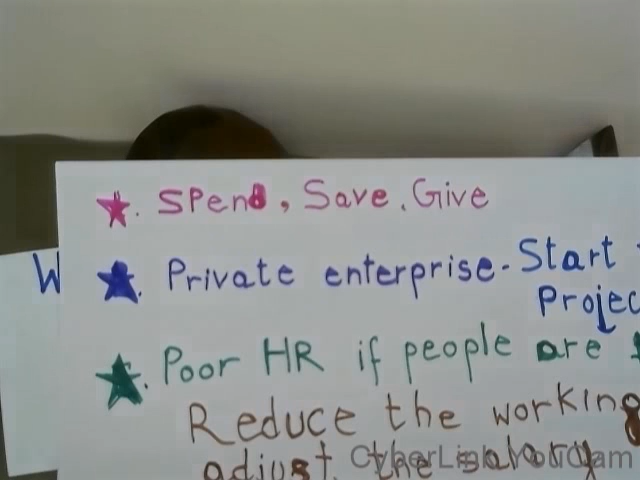 Spend, Save. Give
W
Private enterprise. Start
Projec
Poor HR if people are
Reduce the working
adjust the salary
CyberLink YouCam